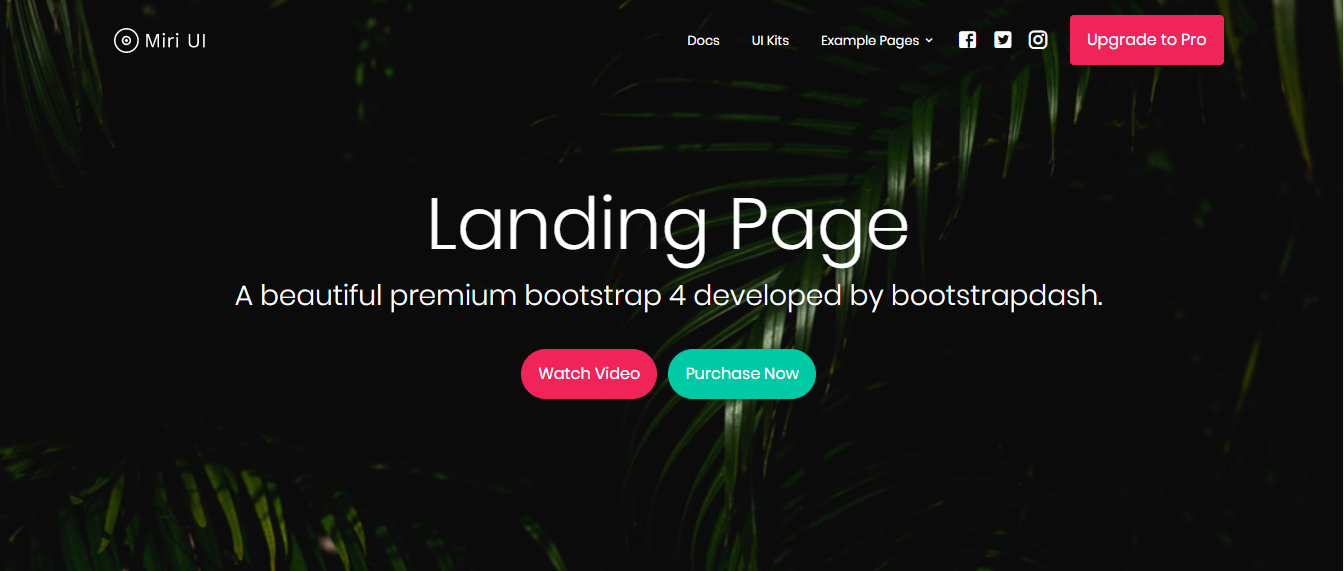 Miri UI
Docs
UI Kits
Example Pages
Upgrade to Pro
Landing Page
A beautiful premium bootstrap 4 developed by bootstrapdash.
Watch Video
Purchase Now